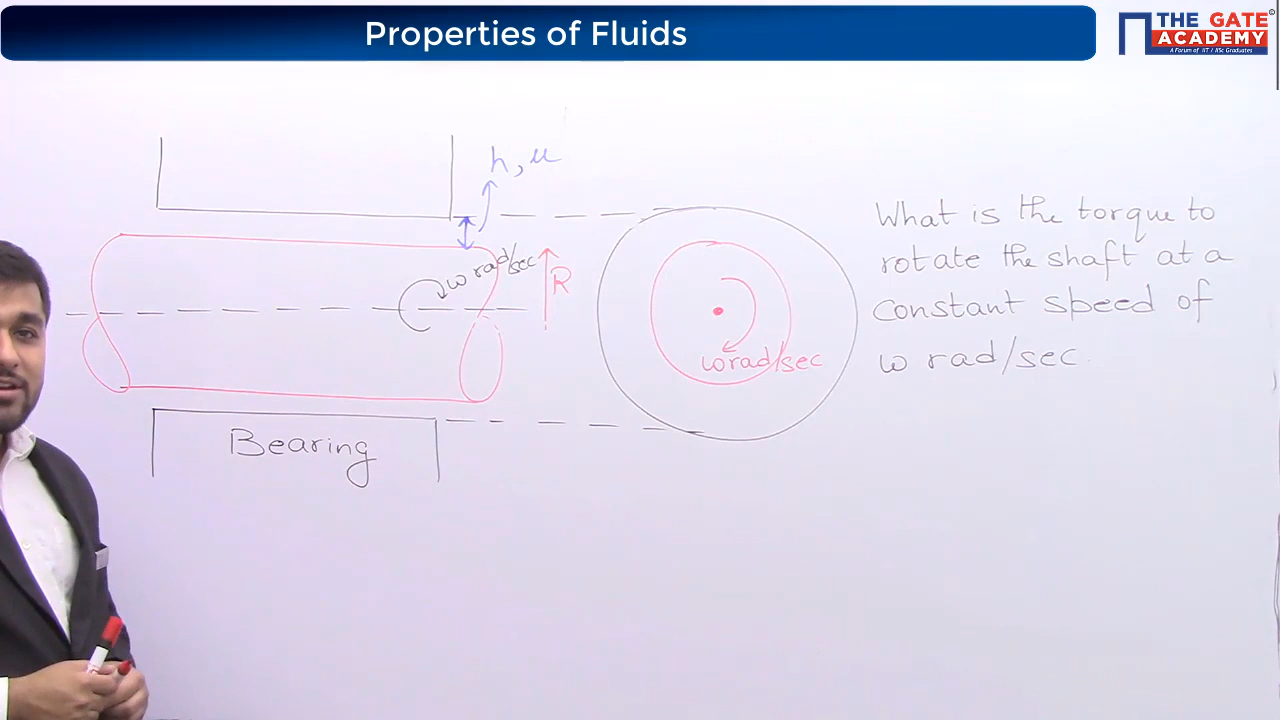 Properties of Fluids
THE GATE
ACADEMY
A Forum of IIT / IISc Graduates
h, μ
ω rad/sec
R
ω rad/sec
What is the torque to
rotate the shaft at a
constant speed of
ω rad/sec.
Bearing